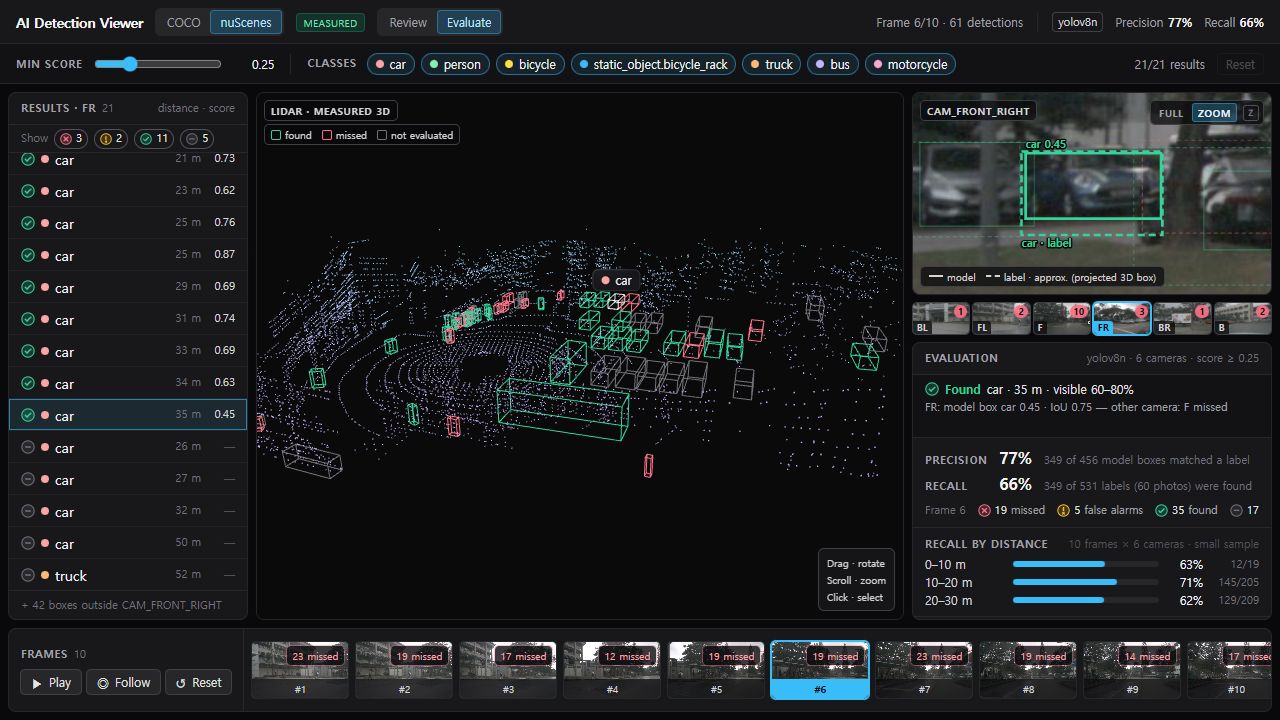 AI Detection Viewer COCO nuScenes MEASURED Review Evaluate Frame 6/10 · 61 detections yolov8n Precision 77% Recall 66%
MIN SCORE 0.25 CLASSES car person bicycle static_object.bicycle_rack truck bus motorcycle 21/21 results Reset
RESULTS · FR 21 distance · score
Show 3 2 11 5
car 21 m 0.73
car 23 m 0.62
car 25 m 0.76
car 25 m 0.87
car 29 m 0.69
car 31 m 0.74
car 33 m 0.69
car 34 m 0.63
car 35 m 0.45
car 26 m —
car 27 m —
car 32 m —
car 50 m —
truck 52 m —
+ 42 boxes outside CAM_FRONT_RIGHT
LIDAR · MEASURED 3D
found missed not evaluated
car
Drag · rotate
Scroll · zoom
Click · select
CAM_FRONT_RIGHT FULL ZOOM Z
car 0.45
car · label
model label · approx. (projected 3D box)
BL 1 FL 2 F 10 FR 3 BR 1 B 2
EVALUATION yolov8n · 6 cameras · score ≥ 0.25
Found car · 35 m · visible 60–80%
FR: model box car 0.45 · IoU 0.75 — other camera: F missed
PRECISION 77% 349 of 456 model boxes matched a label
RECALL 66% 349 of 531 labels (60 photos) were found
Frame 6 19 missed 5 false alarms 35 found 17
RECALL BY DISTANCE 10 frames × 6 cameras · small sample
0–10 m 63% 12/19
10–20 m 71% 145/205
20–30 m 62% 129/209
FRAMES 10
Play Follow Reset
23 missed 19 missed 17 missed 12 missed 19 missed 19 missed 23 missed 19 missed 14 missed 17 missed
#1 #2 #3 #4 #5 #6 #7 #8 #9 #10